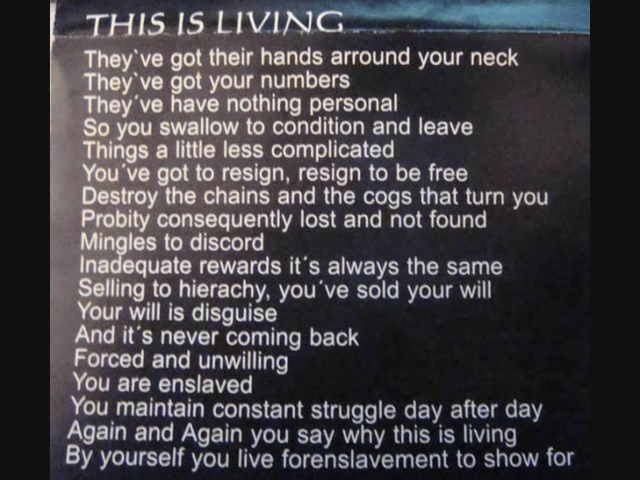 THIS IS LIVING
They`ve got their hands arround your neck
They`ve got your numbers
They´ve have nothing personal
So you swallow to condition and leave
Things a little less complicated
You´ve got to resign, resign to be free
Destroy the chains and the cogs that turn you
Probity consequently lost and not found
Mingles to discord
Inadequate rewards it´s always the same
Selling to hierachy, you´ve sold your will
Your will is disguise
And it´s never coming back
Forced and unwilling
You are enslaved
You maintain constant struggle day after day
Again and Again you say why this is living
By yourself you live forenslavement to show for